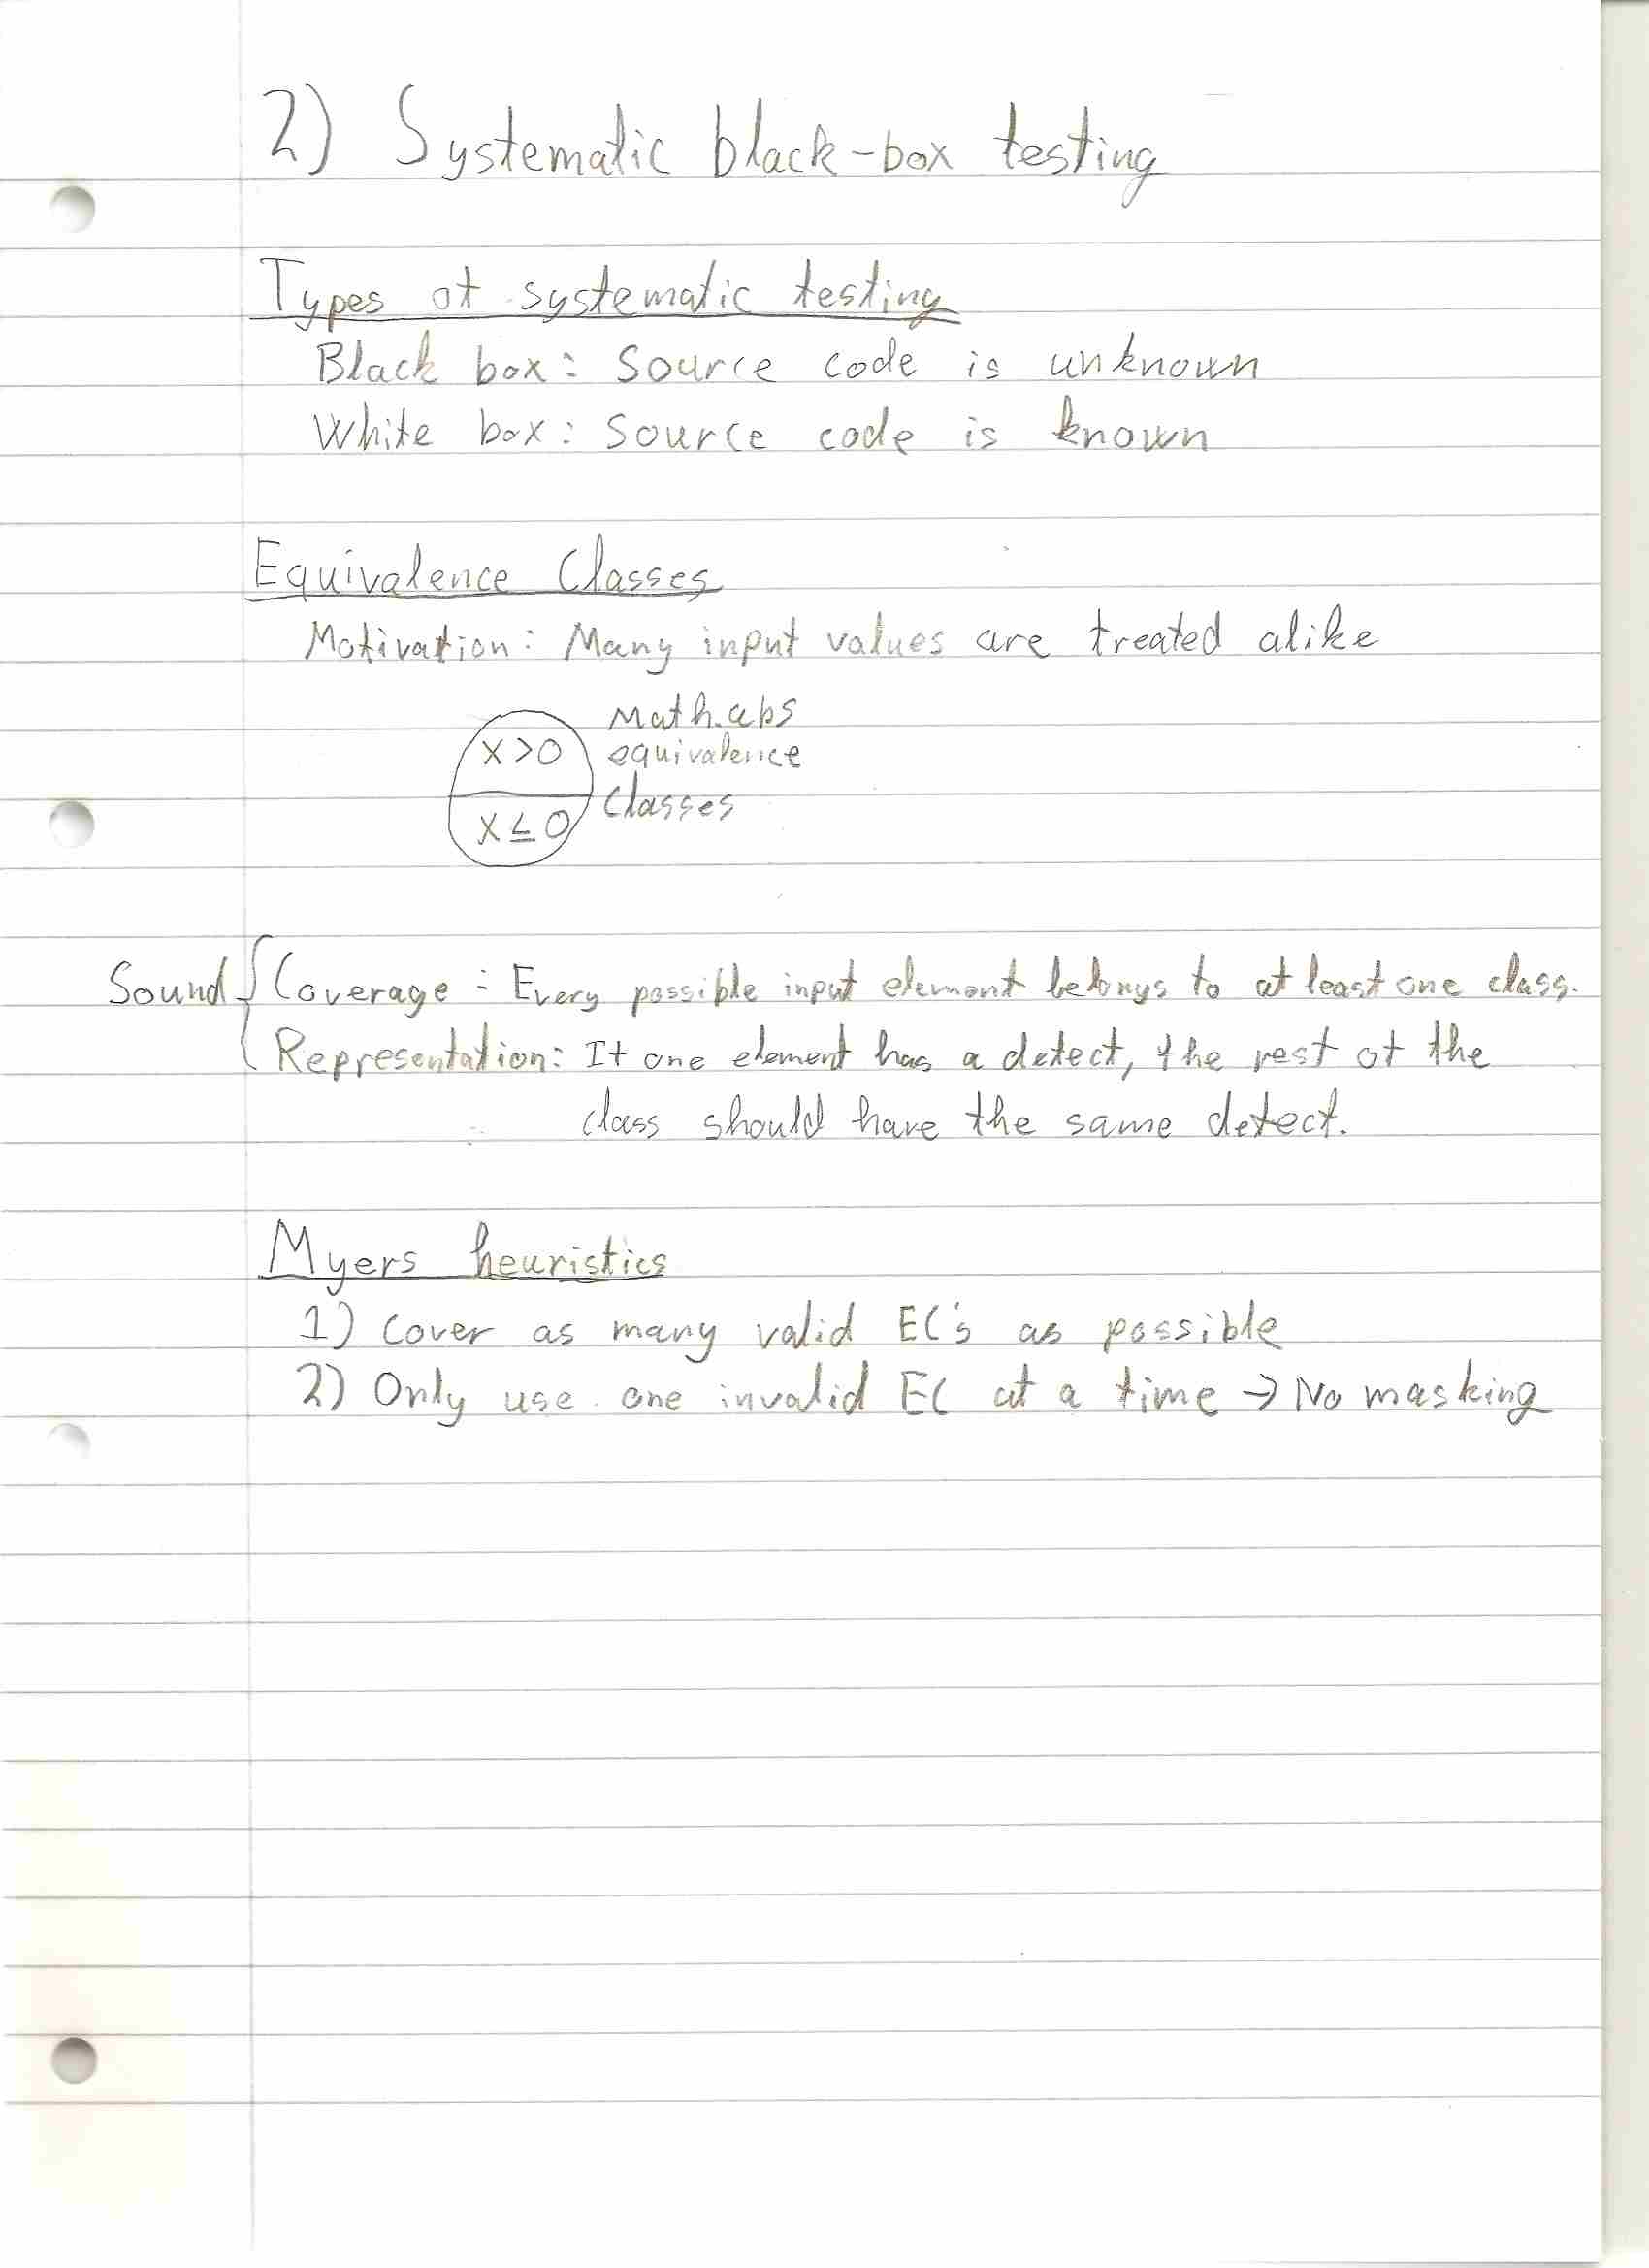 2) Systematic black-box testing
Types of systematic testing
Black box: Source code is unknown
White box: Source code is known
Equivalence Classes
Motivation: Many input values are treated alike
x>0
x≤0
Math.abs
equivalence
classes
Sound { Coverage: Every possible input element belongs to at least one class.
Representation: If one element has a defect, the rest of the
class should have the same defect.
Myers heuristics
1) Cover as many valid EC's as possible
2) Only use one invalid EC at a time → No masking